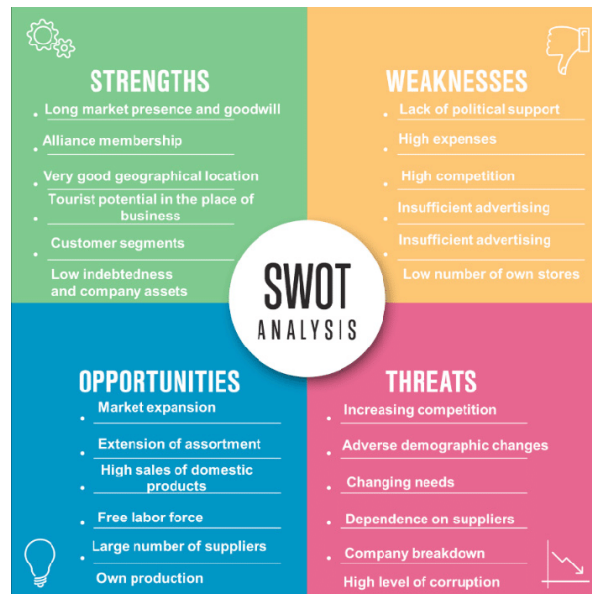 STRENGTHS
Long market presence and goodwill
Alliance membership
Very good geographical location
Tourist potential in the place of
business
Customer segments
Low indebtedness
and company assets
WEAKNESSES
Lack of political support
High expenses
High competition
Insufficient advertising
Insufficient advertising
Low number of own stores
SWOT
ANALYSIS
OPPORTUNITIES
Market expansion
Extension of assortment
High sales of domestic
products
Free labor force
Large number of suppliers
Own production
THREATS
Increasing competition
Adverse demographic changes
Changing needs
Dependence on suppliers
Company breakdown
High level of corruption